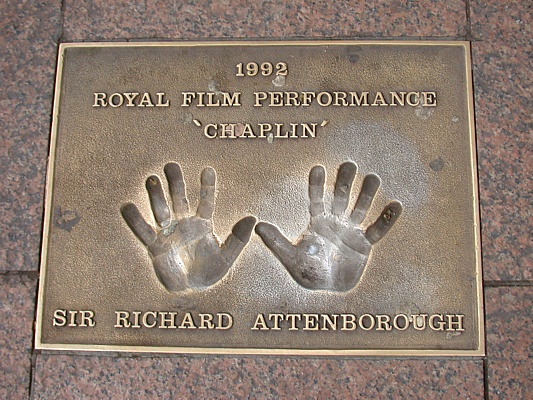 1992
ROYAL FILM PERFORMANCE
`CHAPLIN´
SIR RICHARD ATTENBOROUGH